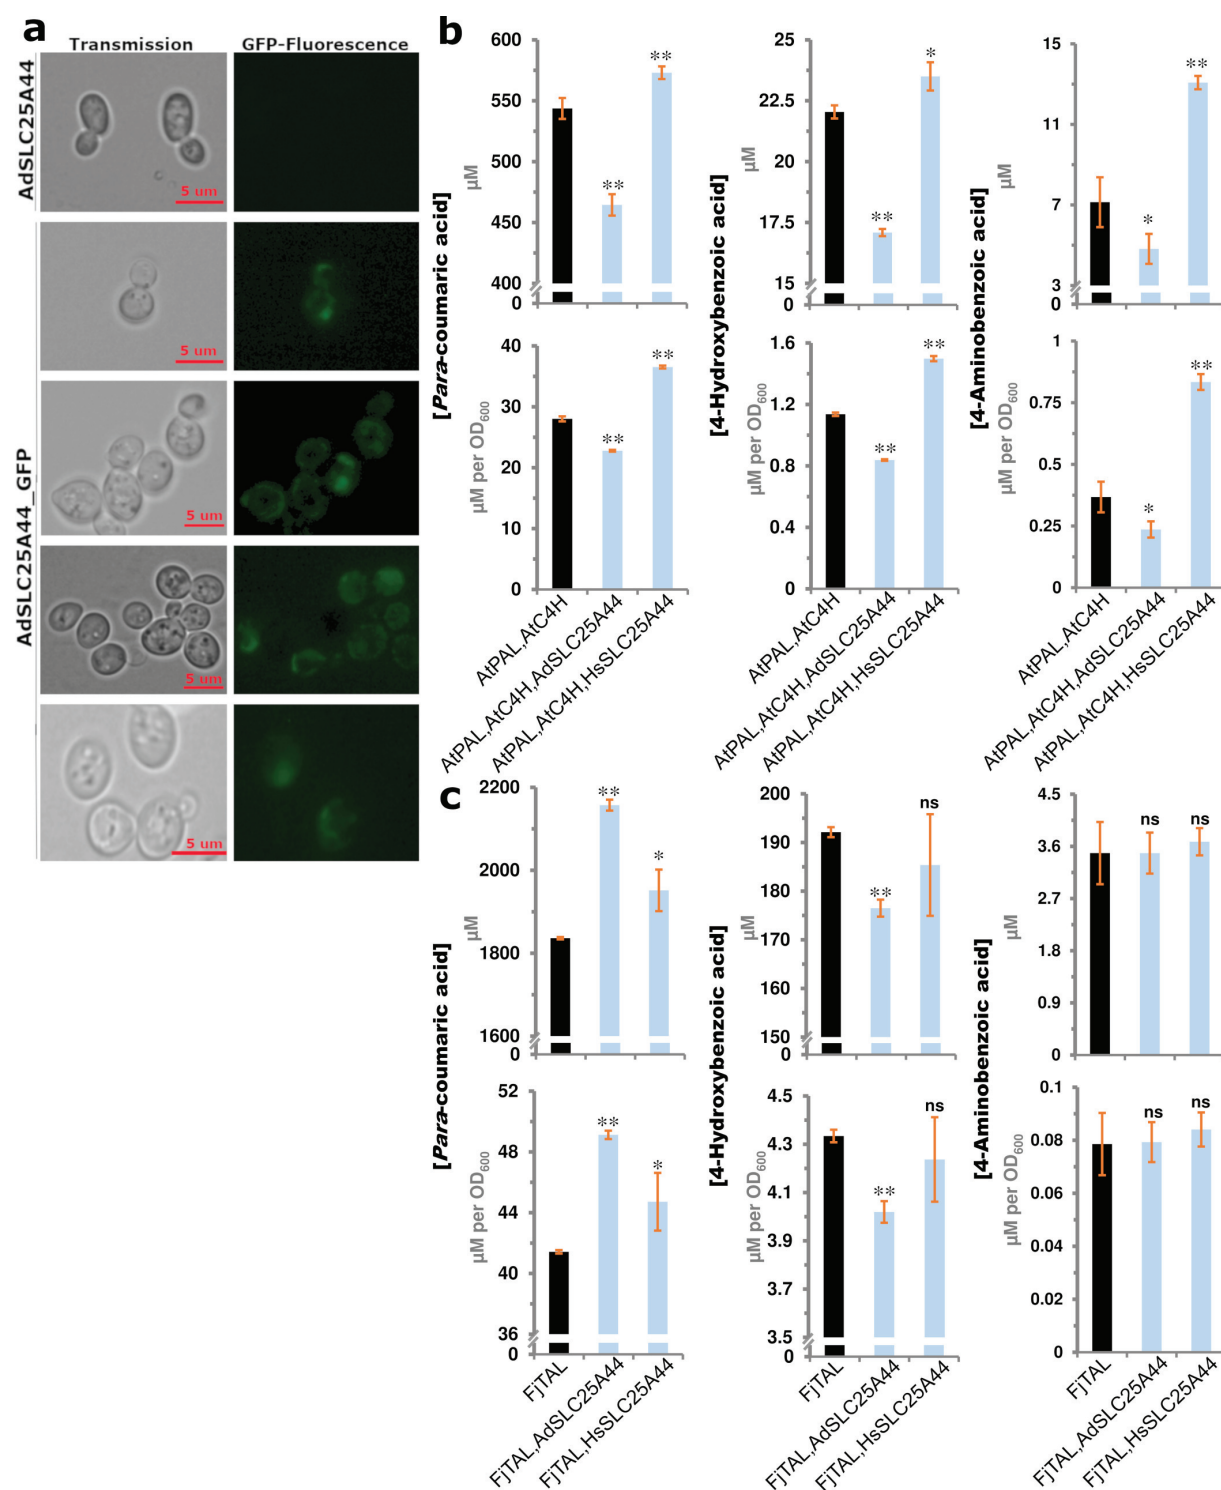 a
Transmission
GFP-Fluorescence
AdSLC25A44
AdSLC25A44_GFP
5 um
5 um
5 um
5 um
5 um
b
[Para-coumaric acid]
µM
600
550
500
450
400
0
**
**
µM per OD600
40
30
20
10
0
**
**
AtPAL,AtC4H
AtPAL,AtC4H,AdSLC25A44
AtPAL,AtC4H,HsSLC25A44
[4-Hydroxybenzoic acid]
µM
25
22.5
20
17.5
15
0
**
*
µM per OD600
1.6
1.2
0.8
0.4
0
**
**
AtPAL,AtC4H
AtPAL,AtC4H,AdSLC25A44
AtPAL,AtC4H,HsSLC25A44
[4-Aminobenzoic acid]
µM
15
11
7
3
0
*
**
µM per OD600
1
0.75
0.5
0.25
0
*
**
AtPAL,AtC4H
AtPAL,AtC4H,AdSLC25A44
AtPAL,AtC4H,HsSLC25A44
c
[Para-coumaric acid]
µM
2200
2000
1800
1600
0
**
*
µM per OD600
52
48
44
40
36
0
**
*
FjTAL
FjTAL,AdSLC25A44
FjTAL,HsSLC25A44
[4-Hydroxybenzoic acid]
µM
200
190
180
170
160
150
0
**
ns
µM per OD600
4.5
4.3
4.1
3.9
3.7
3.5
0
**
ns
FjTAL
FjTAL,AdSLC25A44
FjTAL,HsSLC25A44
[4-Aminobenzoic acid]
µM
4.5
3.6
2.7
1.8
0.9
0
ns
ns
µM per OD600
0.1
0.08
0.06
0.04
0.02
0
ns
ns
FjTAL
FjTAL,AdSLC25A44
FjTAL,HsSLC25A44